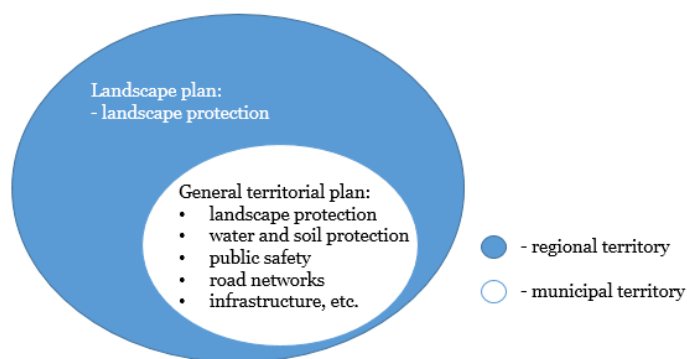 Landscape plan:
- landscape protection
General territorial plan:
• landscape protection
• water and soil protection
• public safety
• road networks
• infrastructure, etc.
- regional territory
- municipal territory